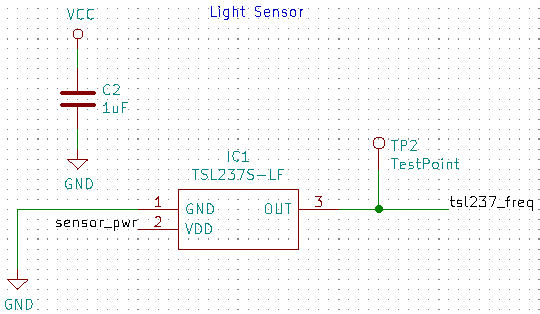 Light Sensor
VCC
C2
1uF
GND
IC1
TSL237S-LF
TP2
TestPoint
1
GND
OUT
3
tsl237_freq
sensor_pwr
2
VDD
GND